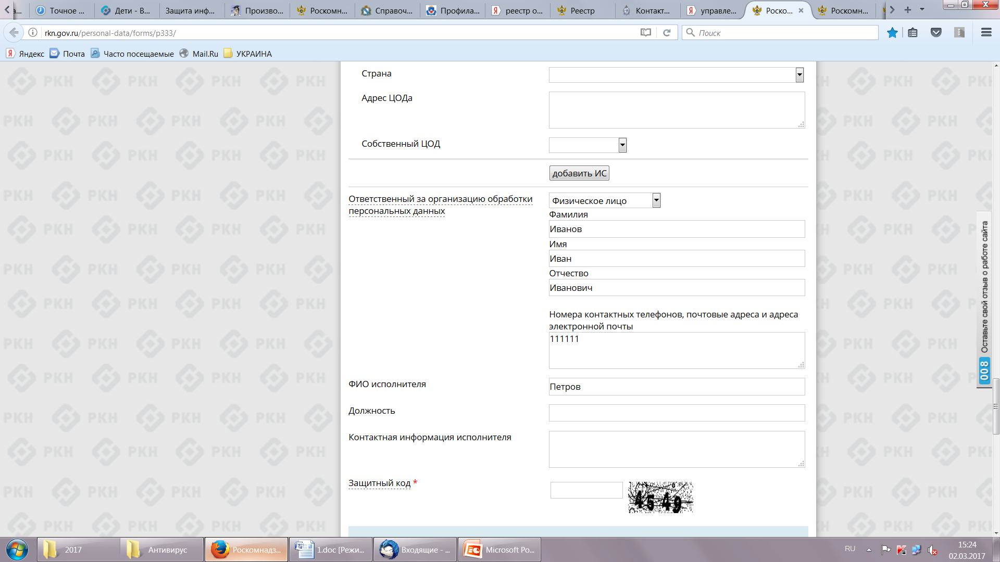 а...
Точное ...
Дети - В...
Защита инф...
Произво...
Роскомн...
Справоч...
Профила...
реестр о...
Реестр
Контакт...
управле...
Роско...
Роскомн...
rkn.gov.ru/personal-data/forms/p333/
Поиск
Яндекс
Почта
Часто посещаемые
Mail.Ru
УКРАИНА
Страна
Адрес ЦОДа
Собственный ЦОД
добавить ИС
Ответственный за организацию обработки
персональных данных
Физическое лицо
Фамилия
Иванов
Имя
Иван
Отчество
Иванович
Номера контактных телефонов, почтовые адреса и адреса
электронной почты
111111
ФИО исполнителя
Петров
Должность
Контактная информация исполнителя
Защитный код *
4549
Оставьте свой отзыв о работе сайта
800
РКН
2017
Антивирус
Роскомнадз...
1.doc [Режи...
Входящие - ...
Microsoft Po...
RU
15:24
02.03.2017